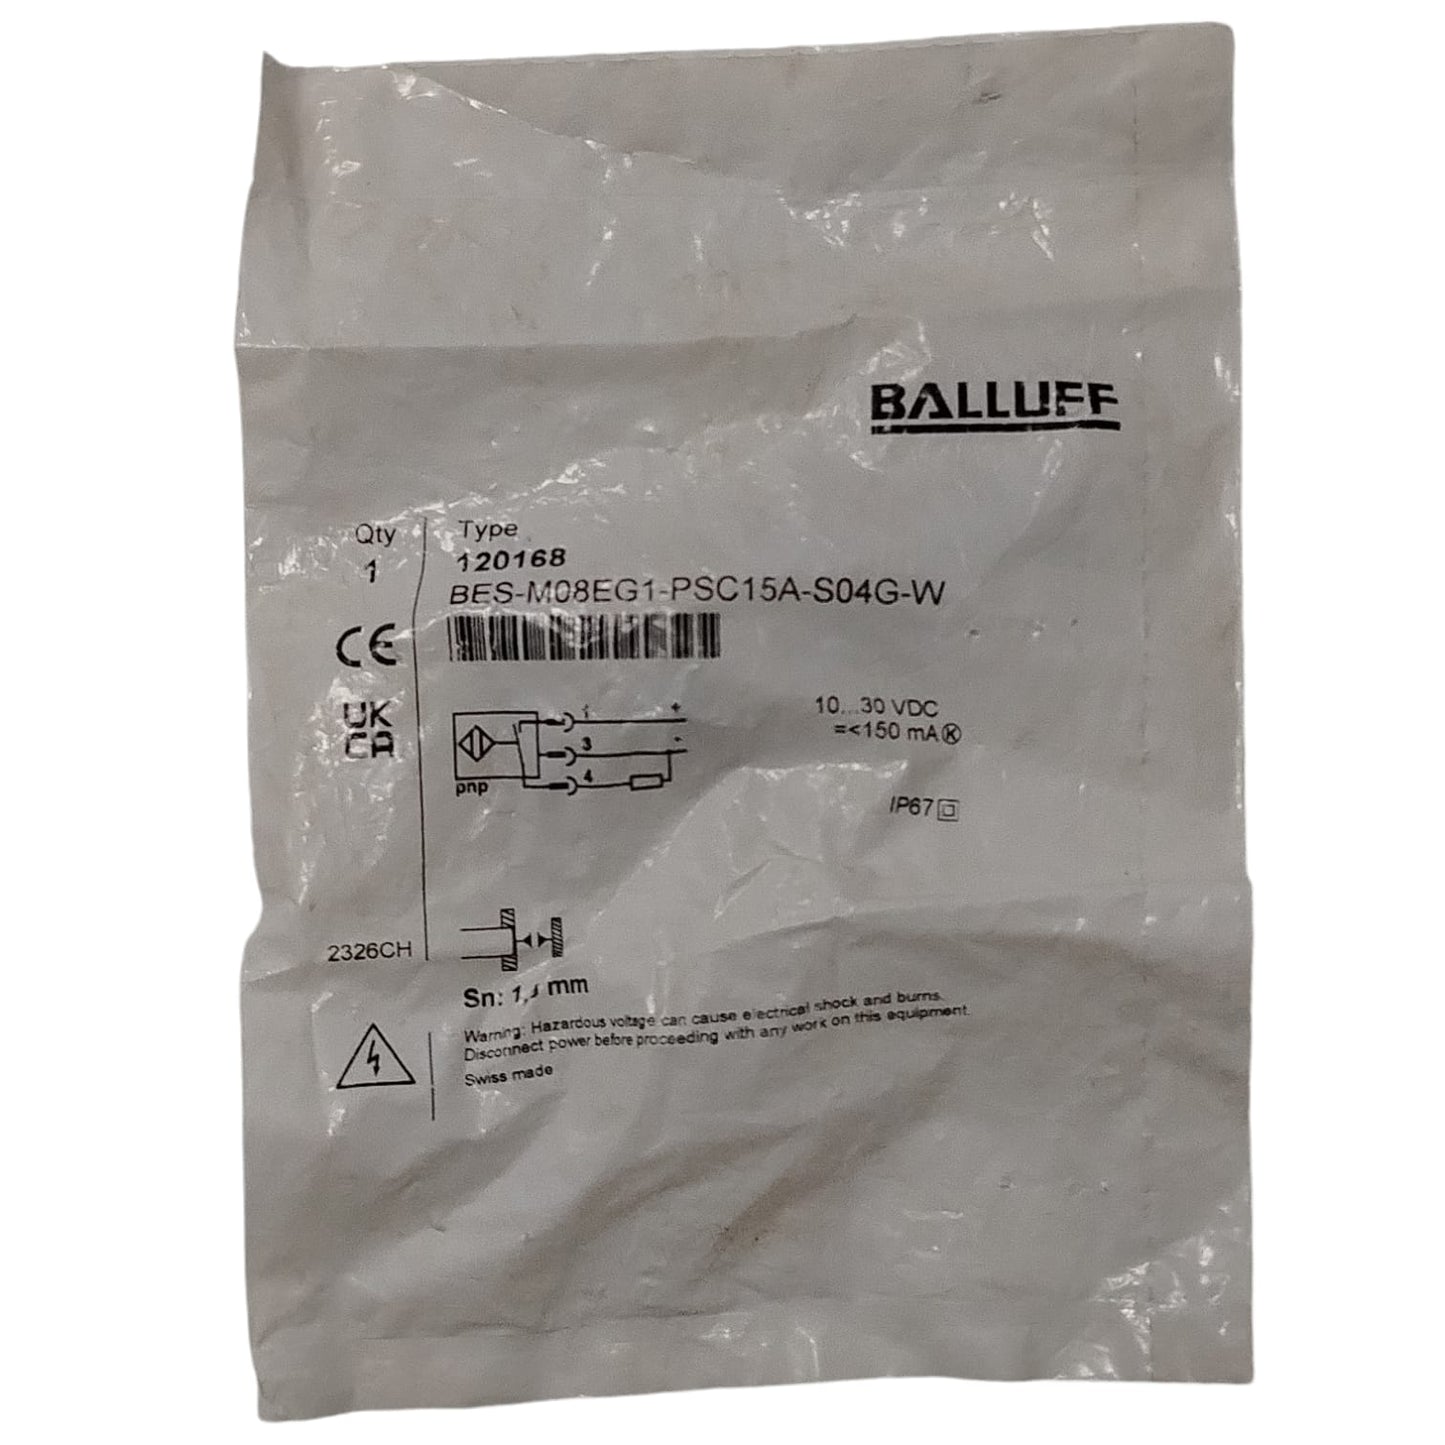 BALLUFF
Qty
1
Type
120168
BES-M08EG1-PSC15A-S04G-W
CE
UK
CA
1 +
3 -
4
pnp
10...30 VDC
=<150 mA Ⓚ
IP67
2326CH
Sn: mm
Warning: Hazardous voltage can cause electrical shock and burns.
Disconnect power before proceeding with any work on this equipment.
Swiss made